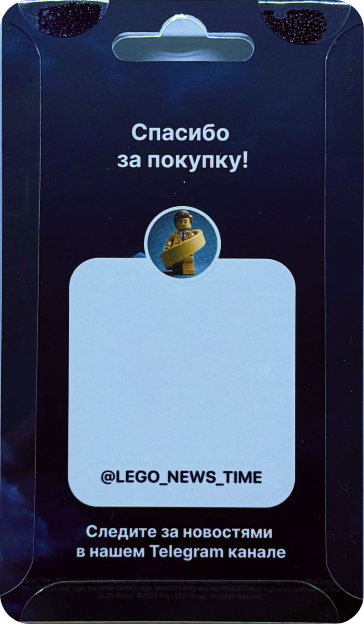 Спасибо
за покупку!
@LEGO_NEWS_TIME
Следите за новостями
в нашем Telegram канале